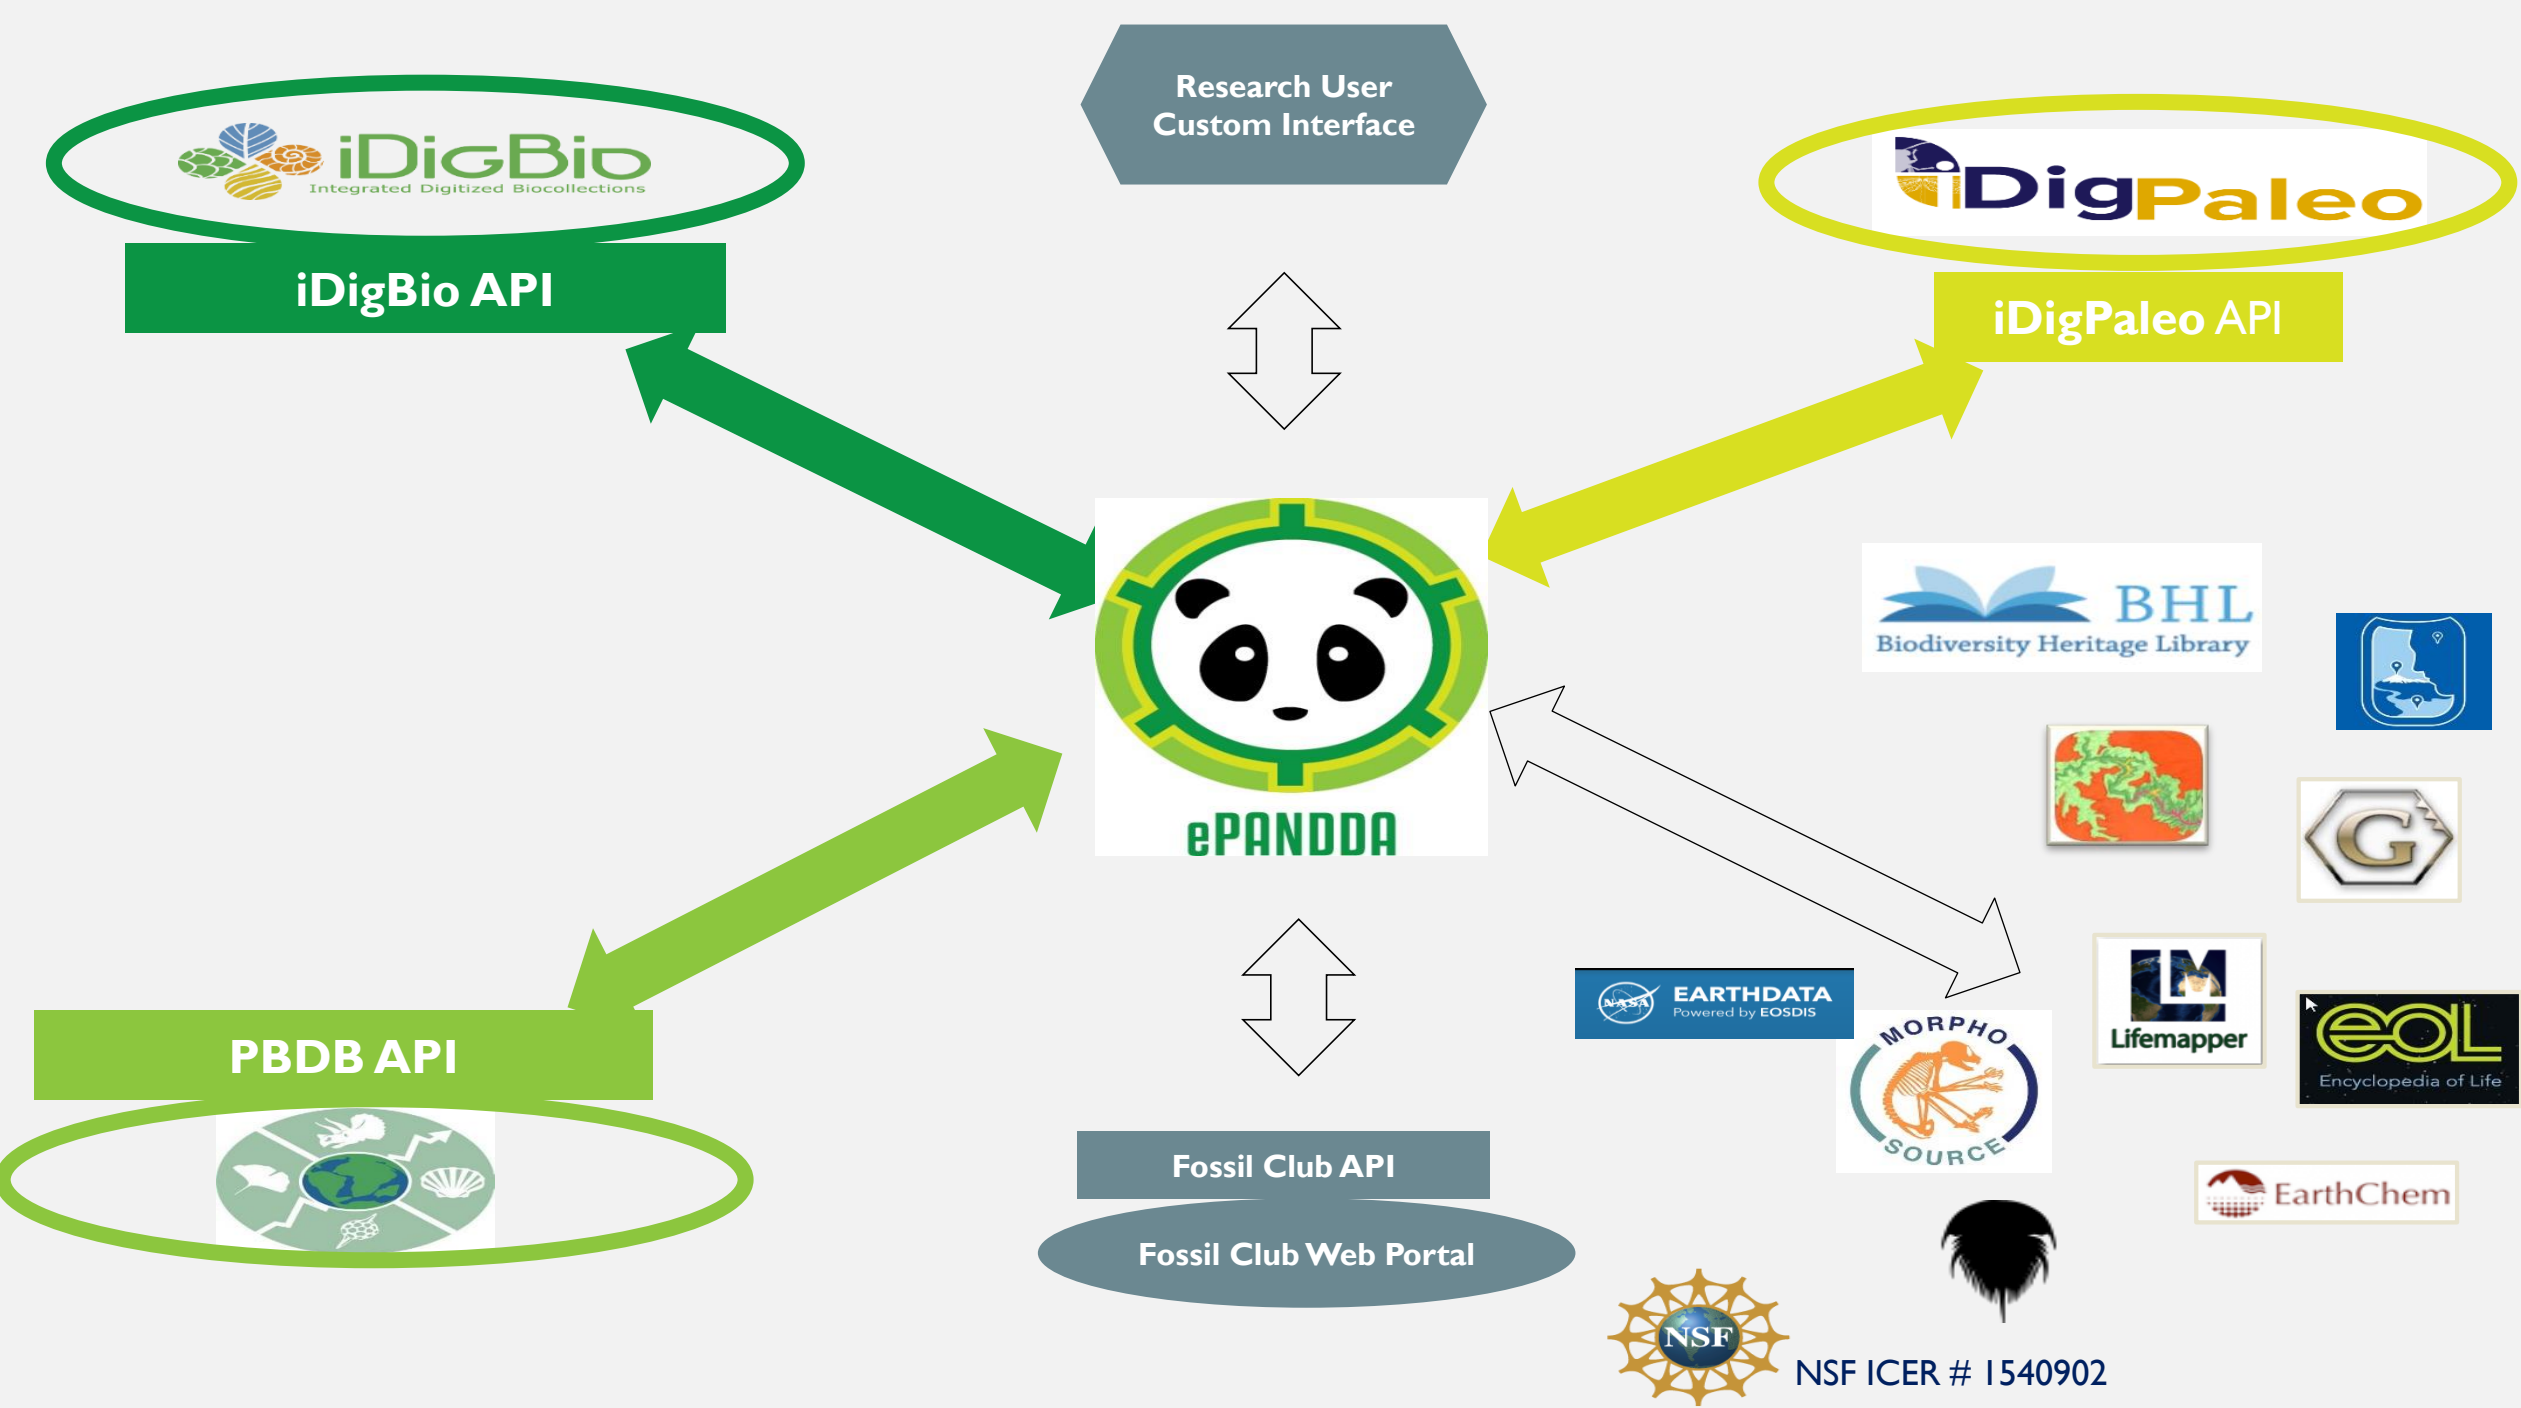 Research User
Custom Interface
iDigBio
Integrated Digitized Biocollections
iDigBio API
iDigPaleo
iDigPaleo API
BHL
Biodiversity Heritage Library
G
ePANDDA
LM
Lifemapper
NASA
EARTHDATA
Powered by EOSDIS
eOL
Encyclopedia of Life
MORPHO
SOURCE
PBDB API
EarthChem
Fossil Club API
Fossil Club Web Portal
NSF
NSF ICER # 1540902